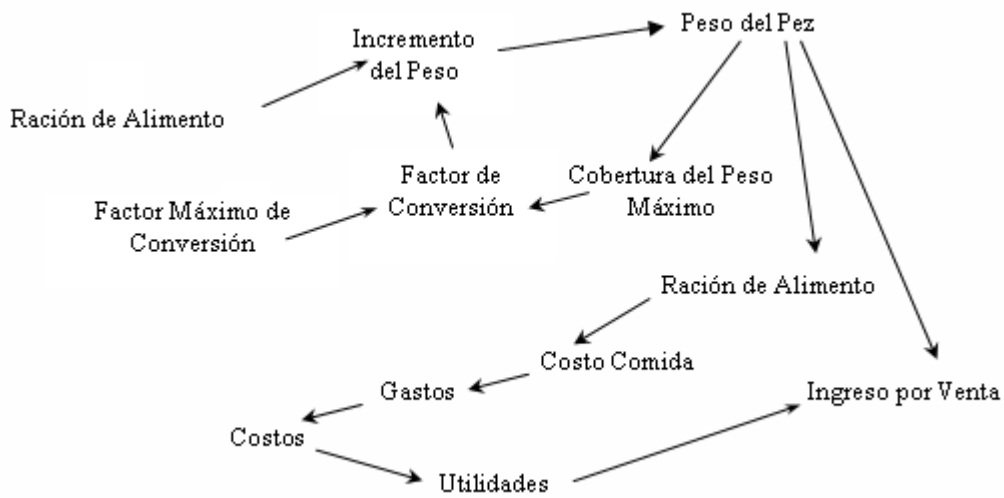 Peso del Pez
Incremento
del Peso
Ración de Alimento
Factor de
Conversión
Cobertura del Peso
Máximo
Factor Máximo de
Conversión
Ración de Alimento
Costo Comida
Gastos
Ingreso por Venta
Costos
Utilidades